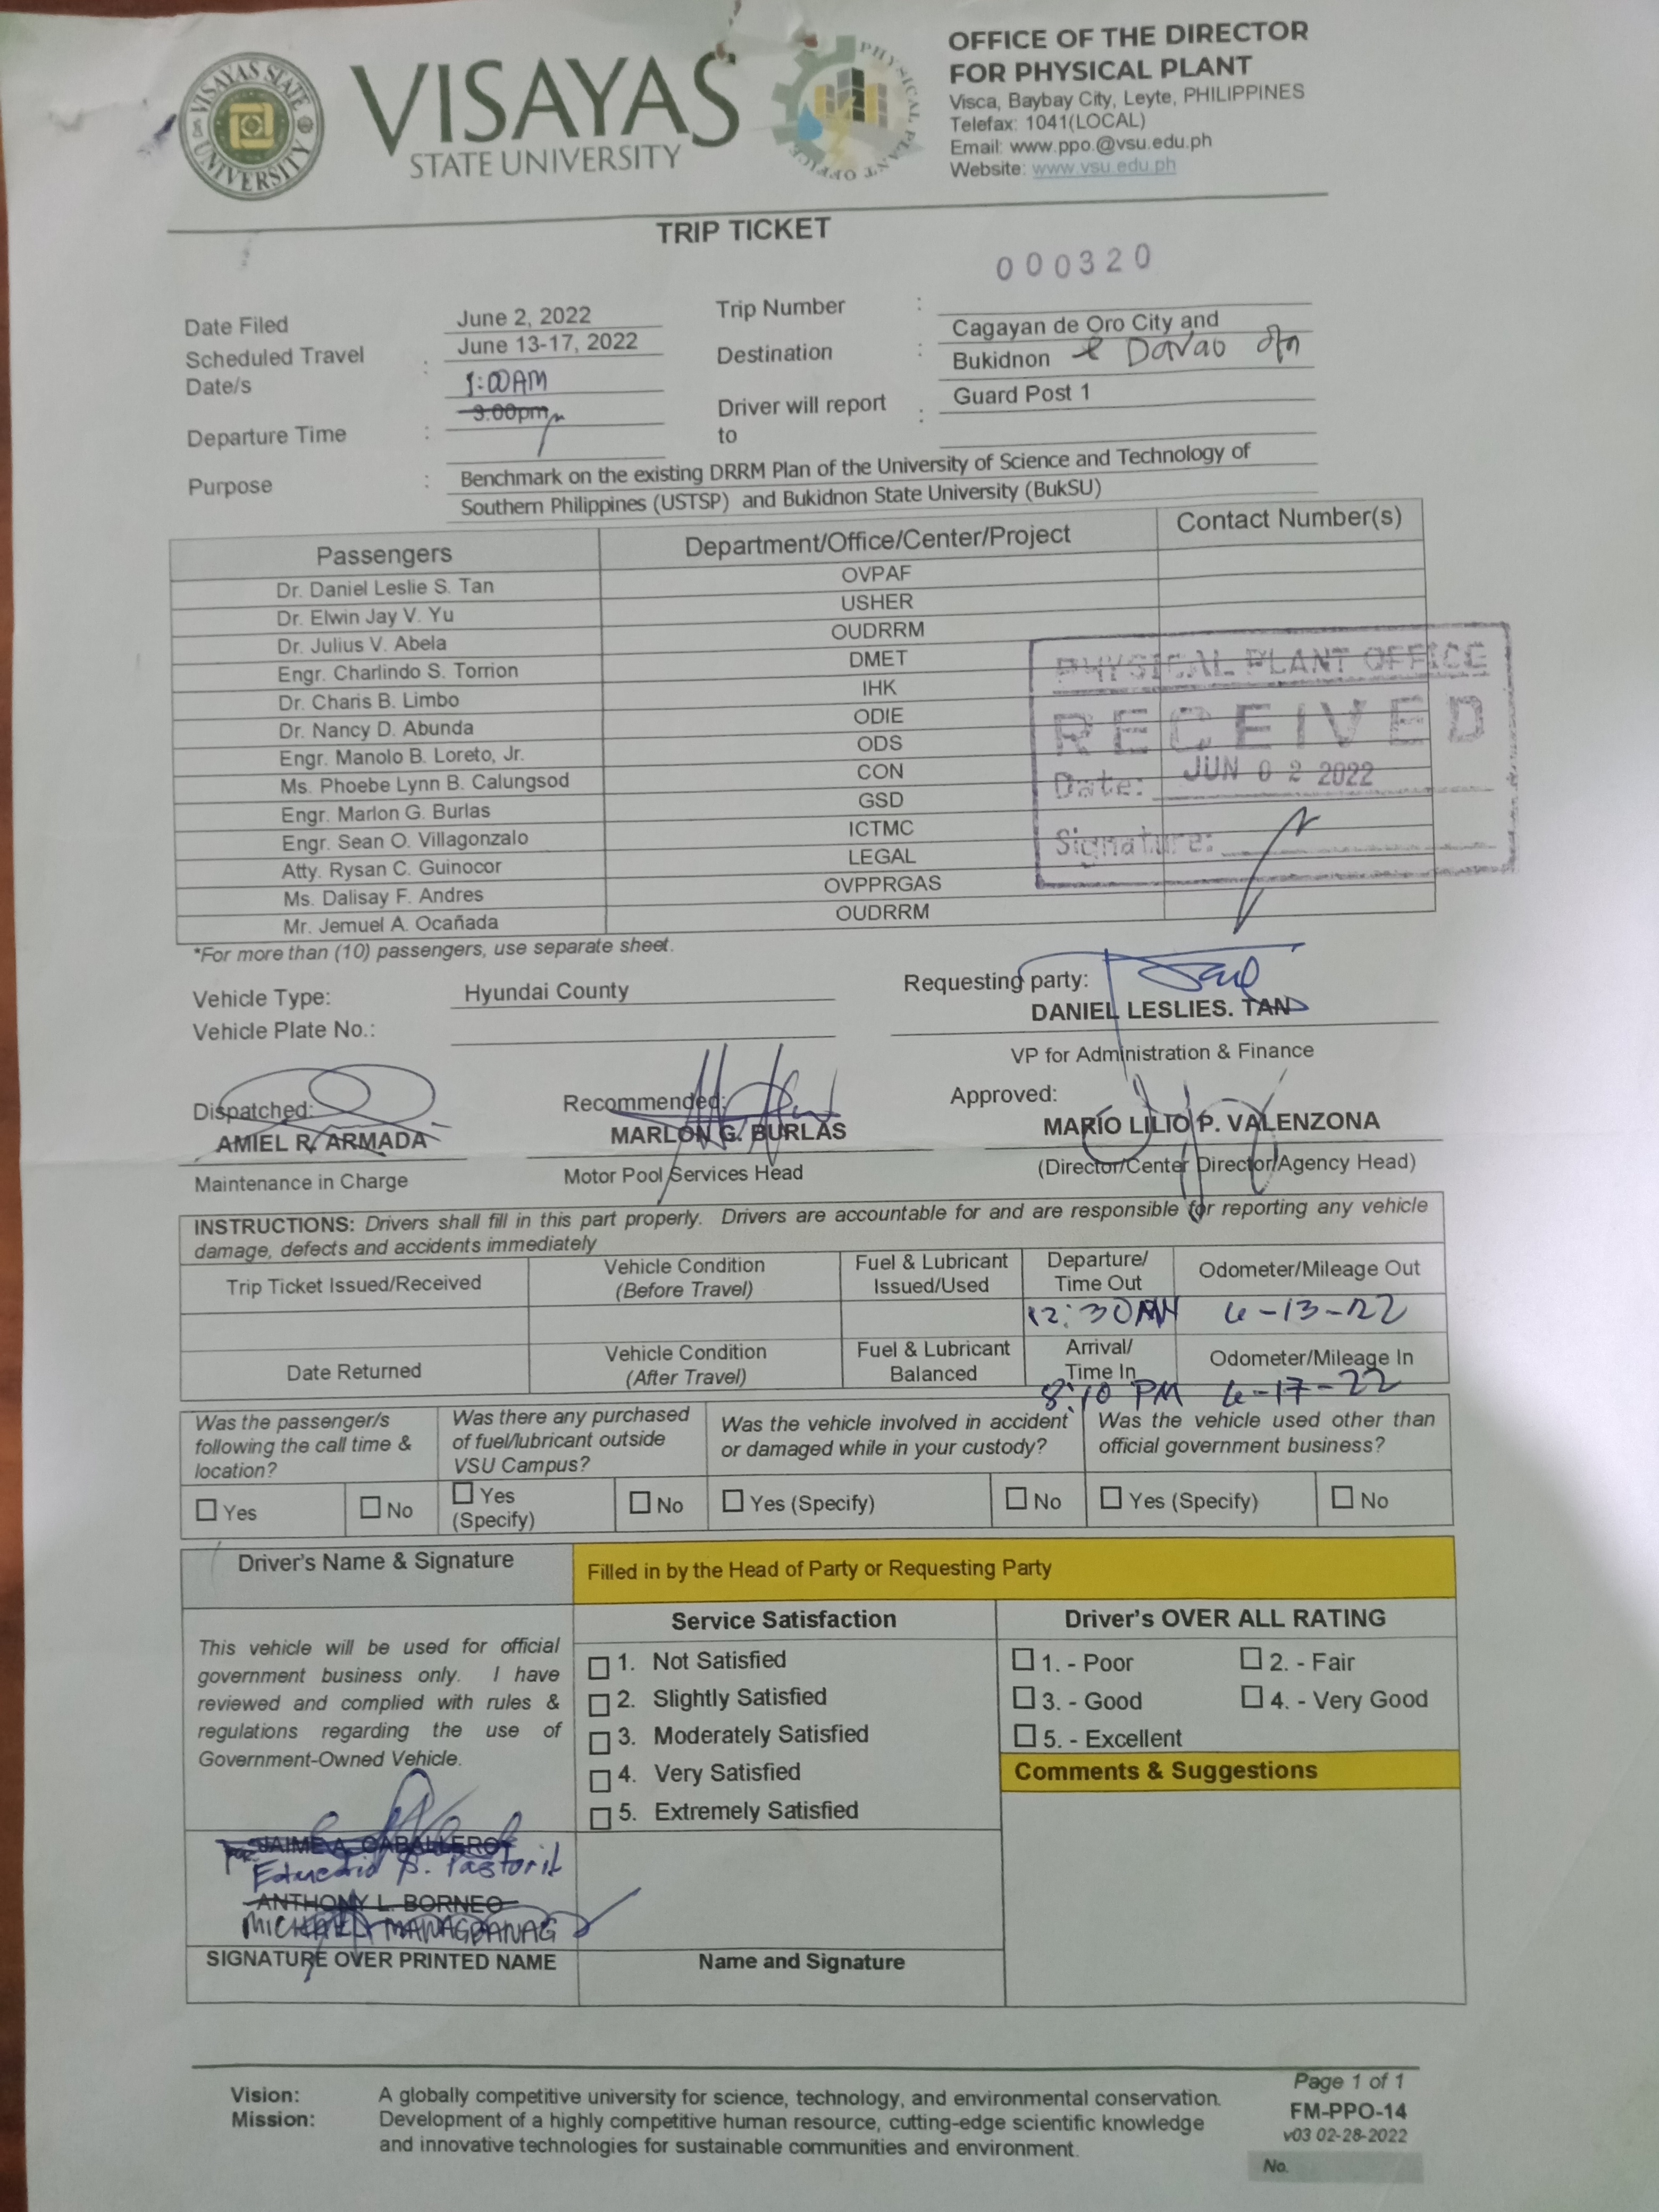 VISAYAS STATE UNIVERSITY
VISAYAS
STATE UNIVERSITY
PHYSICAL PLANT OFFICE
OFFICE OF THE DIRECTOR
FOR PHYSICAL PLANT
Visca, Baybay City, Leyte, PHILIPPINES
Telefax: 1041(LOCAL)
Email: www.ppo.@vsu.edu.ph
Website: www.vsu.edu.ph
TRIP TICKET
000320
Date Filed June 2, 2022 Trip Number :
Scheduled Travel Date/s : June 13-17, 2022 Destination : Cagayan de Oro City and
Bukidnon & Davao
1:00AM
Departure Time : 3:00pm Driver will report to : Guard Post 1
Purpose : Benchmark on the existing DRRM Plan of the University of Science and Technology of
Southern Philippines (USTSP) and Bukidnon State University (BukSU)
Passengers Department/Office/Center/Project Contact Number(s)
Dr. Daniel Leslie S. Tan OVPAF
Dr. Elwin Jay V. Yu USHER
Dr. Julius V. Abela OUDRRM
Engr. Charlindo S. Torrion DMET
Dr. Charis B. Limbo IHK
Dr. Nancy D. Abunda ODIE
Engr. Manolo B. Loreto, Jr. ODS
Ms. Phoebe Lynn B. Calungsod CON
Engr. Marlon G. Burlas GSD
Engr. Sean O. Villagonzalo ICTMC
Atty. Rysan C. Guinocor LEGAL
Ms. Dalisay F. Andres OVPPRGAS
Mr. Jemuel A. Ocañada OUDRRM
PHYSICAL PLANT OFFICE
RECEIVED
Date: JUN 02 2022
Signature:
*For more than (10) passengers, use separate sheet.
Vehicle Type: Hyundai County Requesting party:
DANIEL LESLIES. TAN
Vehicle Plate No.:
VP for Administration & Finance
Dispatched: Recommended: Approved:
AMIEL R. ARMADA MARLON G. BURLAS MARIO LILIO P. VALENZONA
Maintenance in Charge Motor Pool Services Head (Director/Center Director/Agency Head)
INSTRUCTIONS: Drivers shall fill in this part properly. Drivers are accountable for and are responsible for reporting any vehicle
damage, defects and accidents immediately
Trip Ticket Issued/Received Vehicle Condition (Before Travel) Fuel & Lubricant Issued/Used Departure/ Time Out Odometer/Mileage Out
12:30AM 6-13-22
Date Returned Vehicle Condition (After Travel) Fuel & Lubricant Balanced Arrival/ Time In Odometer/Mileage In
8:10 PM 6-17-22
Was the passenger/s following the call time & location? Was there any purchased of fuel/lubricant outside VSU Campus? Was the vehicle involved in accident or damaged while in your custody? Was the vehicle used other than official government business?
Yes No Yes (Specify) No Yes (Specify) No Yes (Specify) No
Driver's Name & Signature Filled in by the Head of Party or Requesting Party
This vehicle will be used for official
government business only. I have
reviewed and complied with rules &
regulations regarding the use of
Government-Owned Vehicle.
Service Satisfaction
1. Not Satisfied
2. Slightly Satisfied
3. Moderately Satisfied
4. Very Satisfied
5. Extremely Satisfied
Driver's OVER ALL RATING
1. - Poor 2. - Fair
3. - Good 4. - Very Good
5. - Excellent
Comments & Suggestions
JAIME A. CABALLERO
Pastoril
ANTHONY L. BORNEO
SIGNATURE OVER PRINTED NAME Name and Signature
Vision: A globally competitive university for science, technology, and environmental conservation.
Mission: Development of a highly competitive human resource, cutting-edge scientific knowledge
and innovative technologies for sustainable communities and environment.
Page 1 of 1
FM-PPO-14
v03 02-28-2022
No.